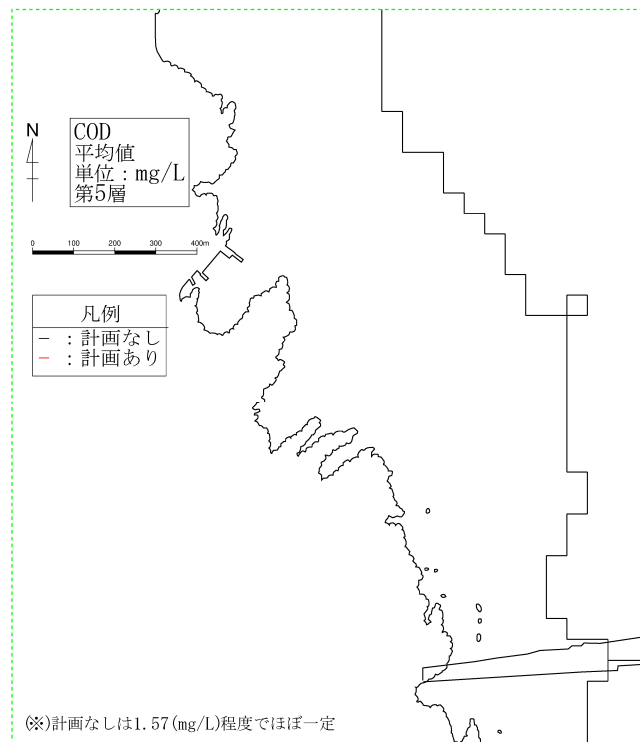 N
COD
平均値
単位：mg/L
第5層
0 100 200 300 400m
凡例
― ：計画なし
― ：計画あり
(※)計画なしは1.57(mg/L)程度でほぼ一定